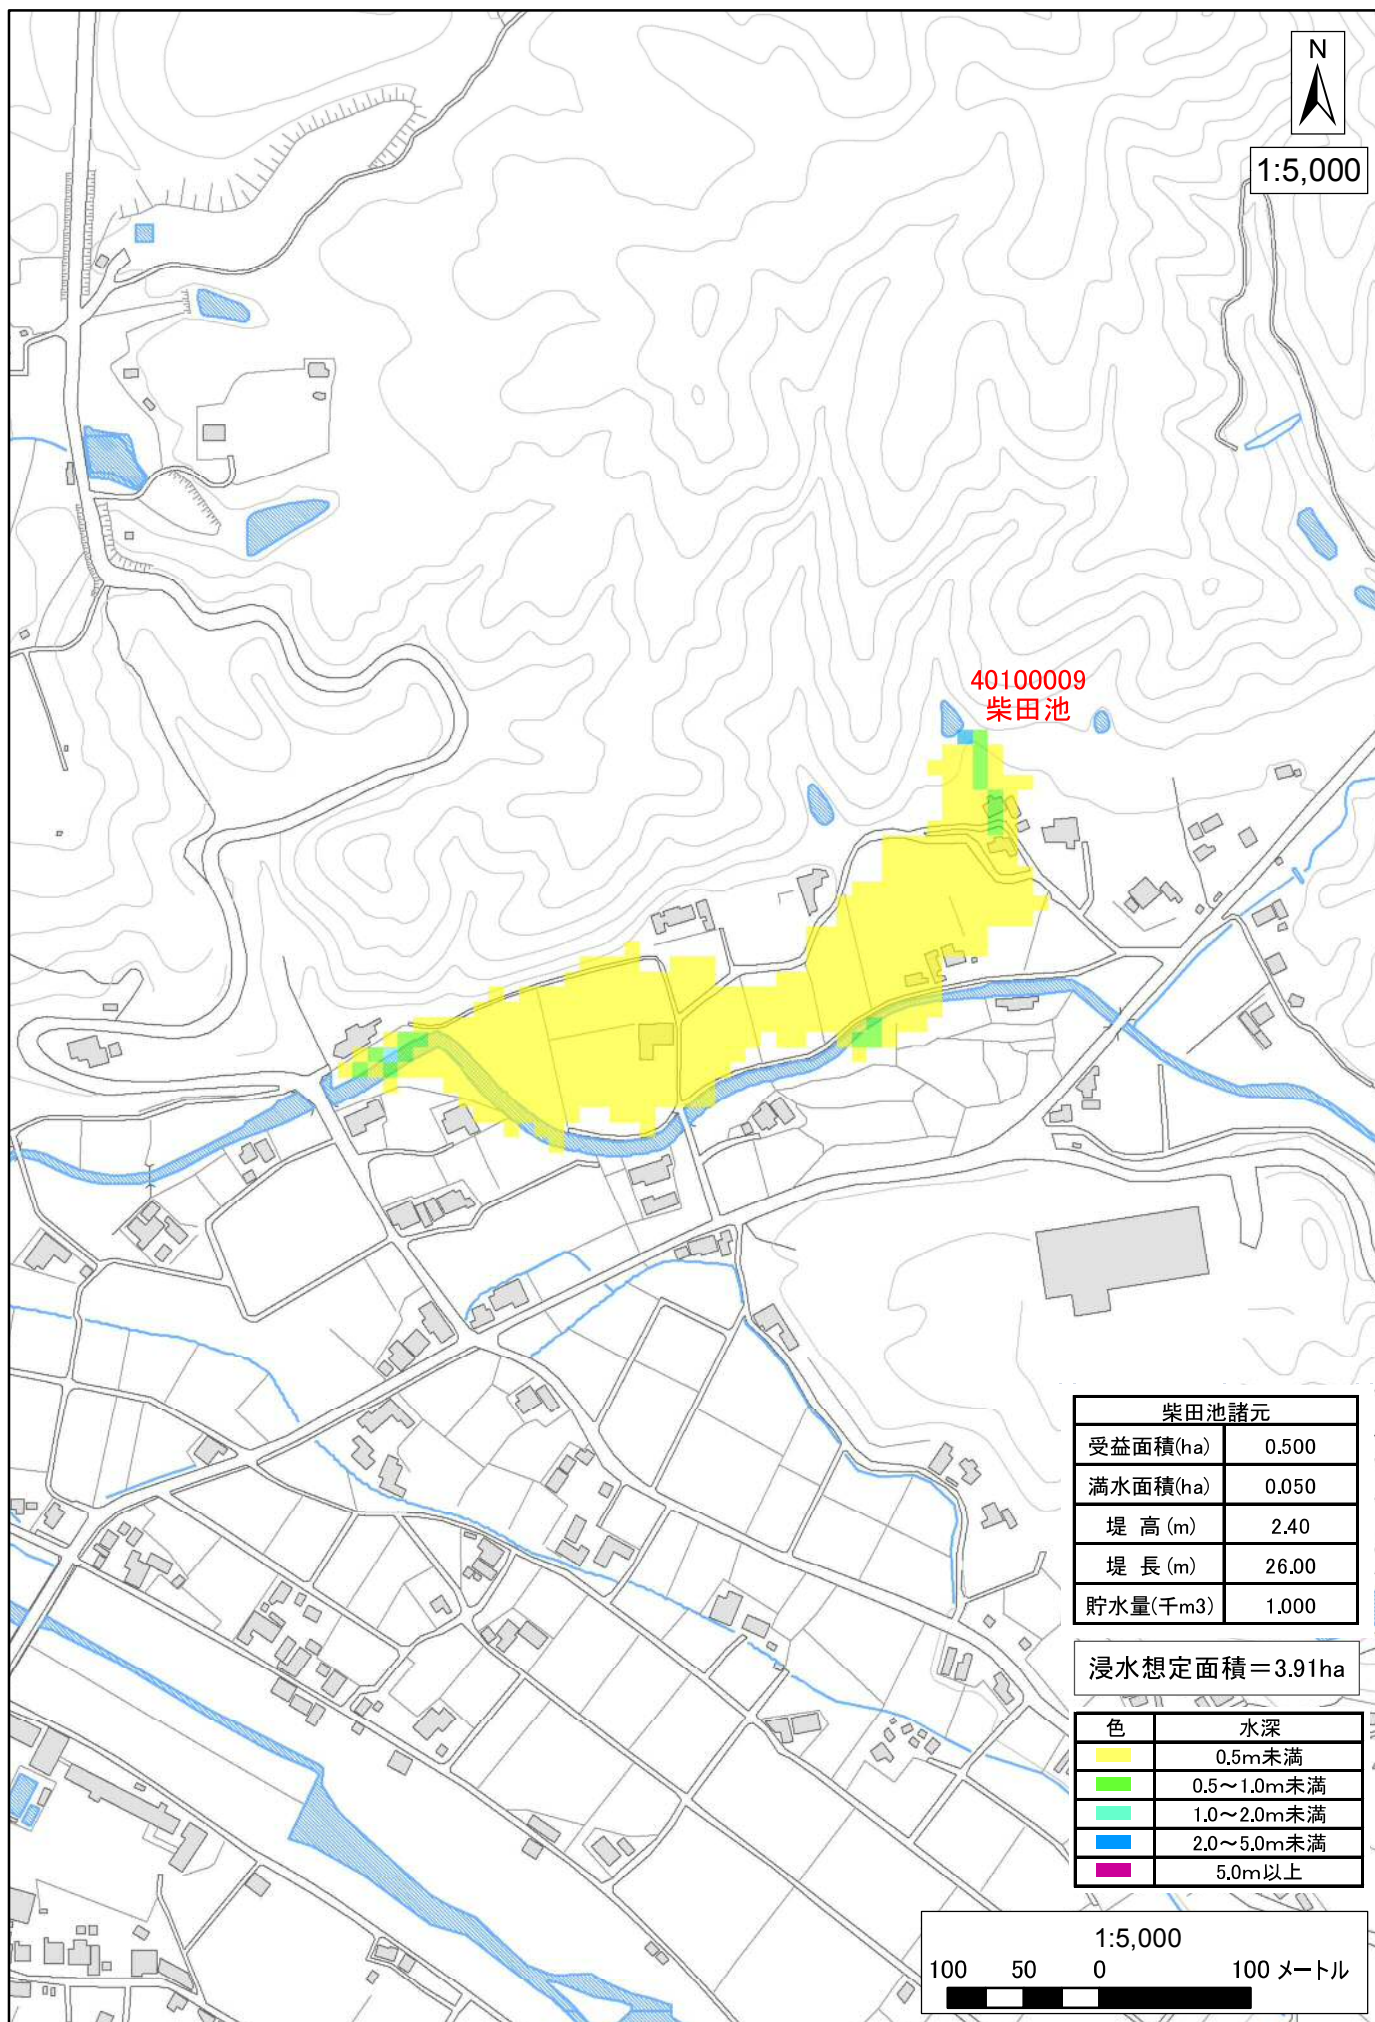 N
1:5,000
40100009
柴田池
柴田池諸元
受益面積(ha) 0.500
満水面積(ha) 0.050
堤 高(m) 2.40
堤 長(m) 26.00
貯水量(千m3) 1.000
浸水想定面積＝3.91ha
色 水深
0.5m未満
0.5～1.0m未満
1.0～2.0m未満
2.0～5.0m未満
5.0m以上
1:5,000
100 50 0 100 メートル